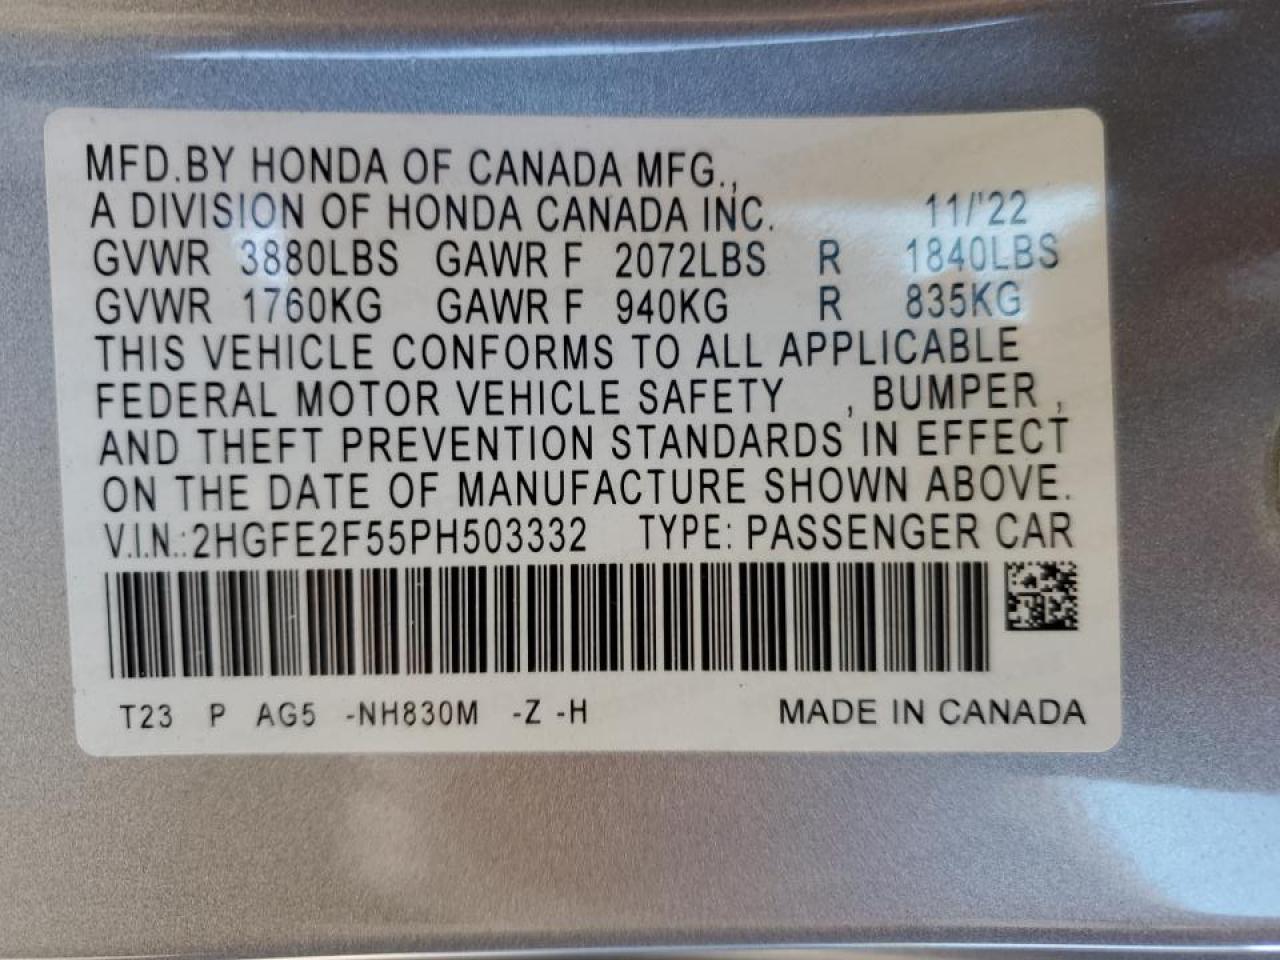 MFD.BY HONDA OF CANADA MFG.,
A DIVISION OF HONDA CANADA INC. 11/'22
GVWR 3880LBS GAWR F 2072LBS R 1840LBS
GVWR 1760KG GAWR F 940KG R 835KG
THIS VEHICLE CONFORMS TO ALL APPLICABLE
FEDERAL MOTOR VEHICLE SAFETY , BUMPER ,
AND THEFT PREVENTION STANDARDS IN EFFECT
ON THE DATE OF MANUFACTURE SHOWN ABOVE.
V.I.N.:2HGFE2F55PH503332 TYPE: PASSENGER CAR
T23 P AG5 -NH830M -Z -H MADE IN CANADA